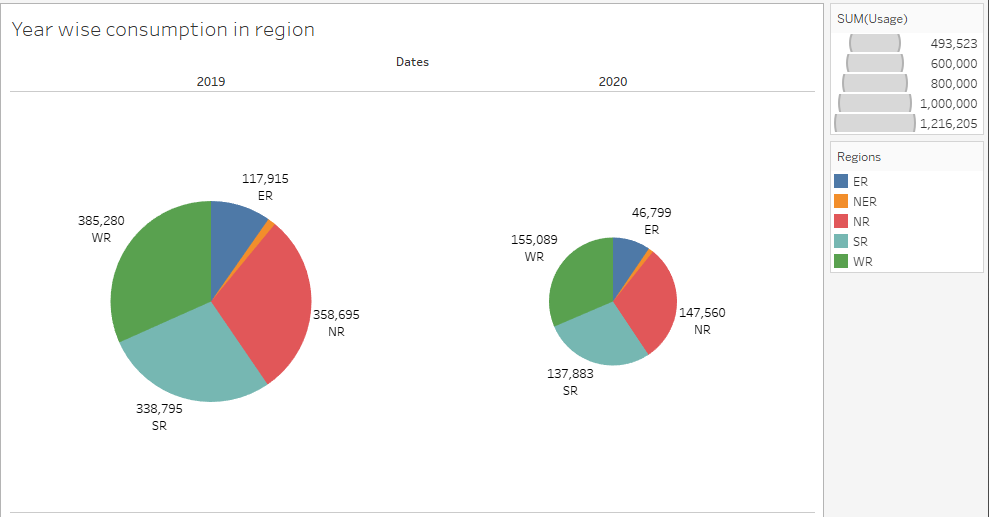 Year wise consumption in region
Dates
2019
2020
117,915
ER
385,280
WR
358,695
NR
338,795
SR
46,799
ER
155,089
WR
147,560
NR
137,883
SR
SUM(Usage)
493,523
600,000
800,000
1,000,000
1,216,205
Regions
ER
NER
NR
SR
WR